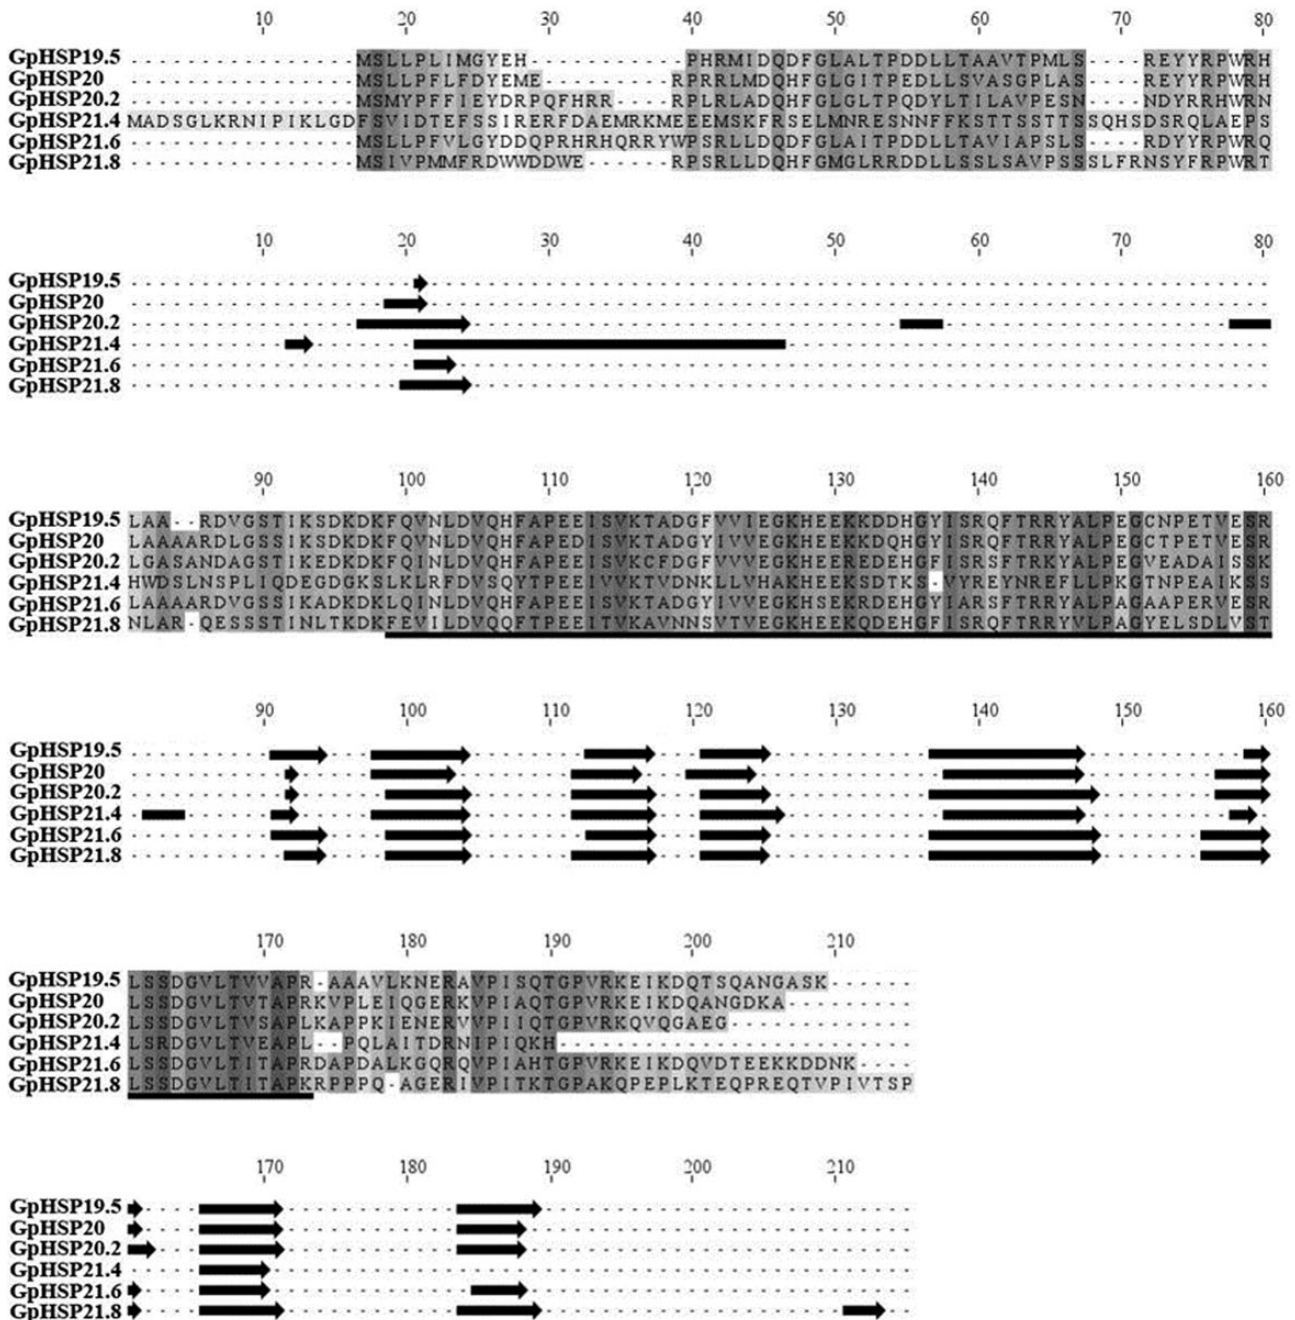 10 20 30 40 50 60 70 80
GpHSP19.5 ----------------MSLLPLIMGYEH-----------PHRMIDQDFGLALTPDDLLTAAVTPMLS----REYYRPWRH
GpHSP20 ----------------MSLLPFLFDYEME---------RPRRLMDQDFGLGITPEDLLSVASGPLAS----REYYRPWRH
GpHSP20.2 ----------------MSMYPFFIEYDRPQFHRR----RPLRLADQHFGLGLTPQDYLTILAVPESN----NDYRRHWRN
GpHSP21.4 MADSGLKRNIPIKLGDFSVIDTEFSSIRERFDAEMRKMEEEMSKFRSELMNRESNNFFKSTTSSTTSSQHSDSRQLAEPS
GpHSP21.6 ----------------MSLLPFVLGYDDQPRHRHQRRYWPSRLLDQHFGLALTPDDLLTAVIAPSLS----RDYYRPWRQ
GpHSP21.8 ----------------MSIVPMMFRDWWDDWE------RPSRLLDQHFGMGLRRDDLLSSLSAVPSSSLFRNSYFRPWRT
10 20 30 40 50 60 70 80
GpHSP19.5
GpHSP20
GpHSP20.2
GpHSP21.4
GpHSP21.6
GpHSP21.8
90 100 110 120 130 140 150 160
GpHSP19.5 LAA--RDVGSTIKSDKDKFQVNLDVQHFAPEEISVKTADGFVVIEGKHEEKKDDHGYISRQFTRRYALPEGCNPETVESR
GpHSP20 LAAAARDLGSSIKSDKDKFQVNLDVQHFAPEDISVKTADGYIVVEGKHEEKKDQHGYISRQFTRRYALPEGCTPETVESR
GpHSP20.2 LGASANDAGSTIKEDKDKFQINLDVQHFAPEEISVKCFDGFVVVEGKHEEKREDEHGFISRQFTRRYALPEGVEADAISSK
GpHSP21.4 HWDSLNSPLIQDEGDGKSLKLRFDVSQYTPEEIVVKTVDNKLLVHAKHEEKSDTKS-VYREYNREFLLPKGTNPEAIKSS
GpHSP21.6 LAAAARDVGSSIKADKDKLQINLDVQHFAPEEISVKTADGYIVVEGKHSEKRDEHGYIARSFTRRYALPAGAAPERVESR
GpHSP21.8 NLAR-QESSSTINLTKDKFEVILDVQQFTPEEITVKAVNNSVTVEGKHEEKQDEHGFISRQFTRRYVLPAGYELSDLVST
90 100 110 120 130 140 150 160
GpHSP19.5
GpHSP20
GpHSP20.2
GpHSP21.4
GpHSP21.6
GpHSP21.8
170 180 190 200 210
GpHSP19.5 LSSDGVLTVVAPR-AAAVLKNERAVPISQTGPVRKEIKDQTSQANGASK------
GpHSP20 LSSDGVLTVTAPRKVPLEIQGERKVPIAQTGPVRKEIKDQANGDKA---------
GpHSP20.2 LSSDGVLTVSAPLKAPPKIENERVVPIIQTGPVRKQVQGAEG-------------
GpHSP21.4 LSRDGVLTVEAPL--PQLAITDRNIPIQKH-------------------------
GpHSP21.6 LSSDGVLTITAPRDAPDALKGQRQVPIAHTGPVRKEIKDQVDTEEKKDDNK----
GpHSP21.8 LSSDGVLTITAPKRPPPQ-AGERIVPITKTGPAKQPEPLKTEQPREQTVPIVTSP
170 180 190 200 210
GpHSP19.5
GpHSP20
GpHSP20.2
GpHSP21.4
GpHSP21.6
GpHSP21.8